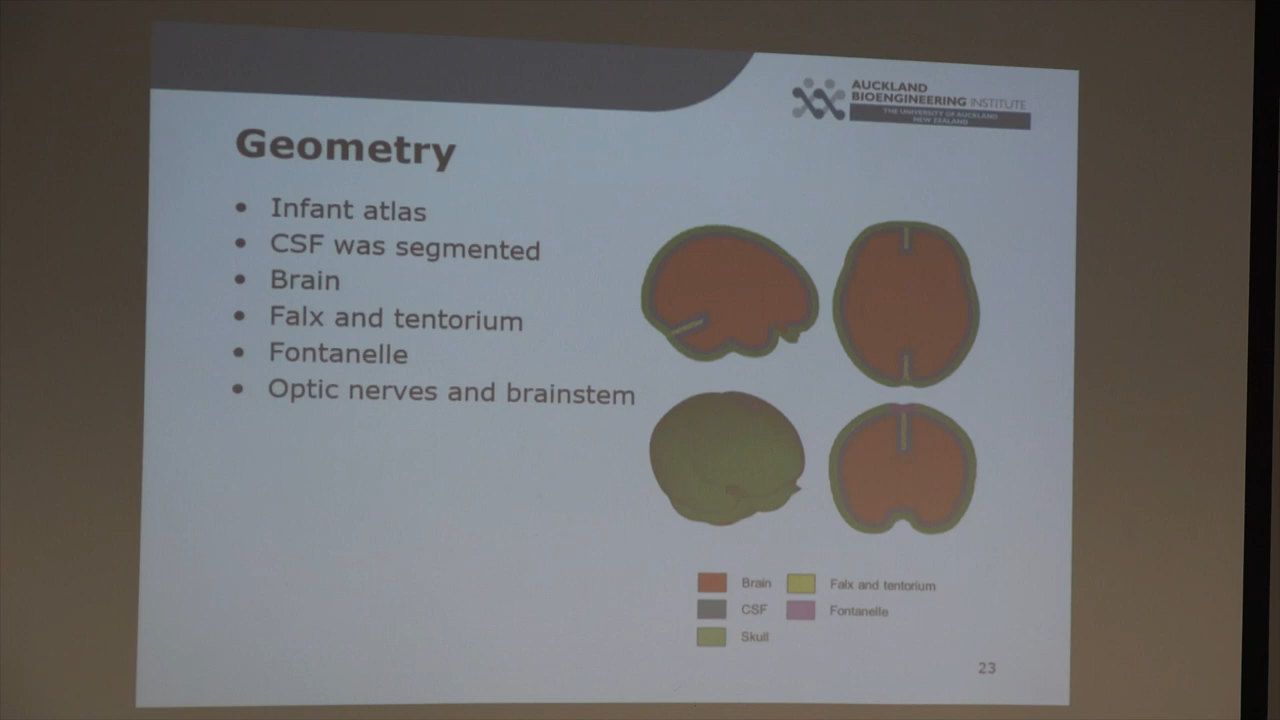 AUCKLAND
BIOENGINEERING INSTITUTE
THE UNIVERSITY OF AUCKLAND
NEW ZEALAND
Geometry
• Infant atlas
• CSF was segmented
• Brain
• Falx and tentorium
• Fontanelle
• Optic nerves and brainstem
Brain
Falx and tentorium
CSF
Fontanelle
Skull
23